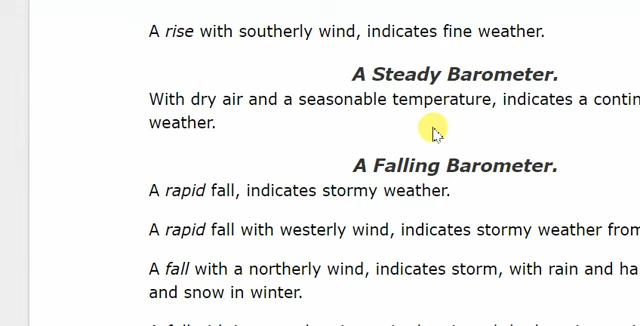 A rise with southerly wind, indicates fine weather.
A Steady Barometer.
With dry air and a seasonable temperature, indicates a contin
weather.
A Falling Barometer.
A rapid fall, indicates stormy weather.
A rapid fall with westerly wind, indicates stormy weather from
A fall with a northerly wind, indicates storm, with rain and ha
and snow in winter.